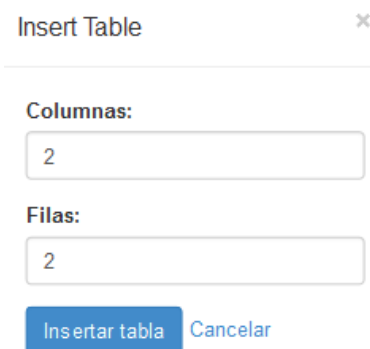 Insert Table ×
Columnas:
2
Filas:
2
Insertar tabla Cancelar